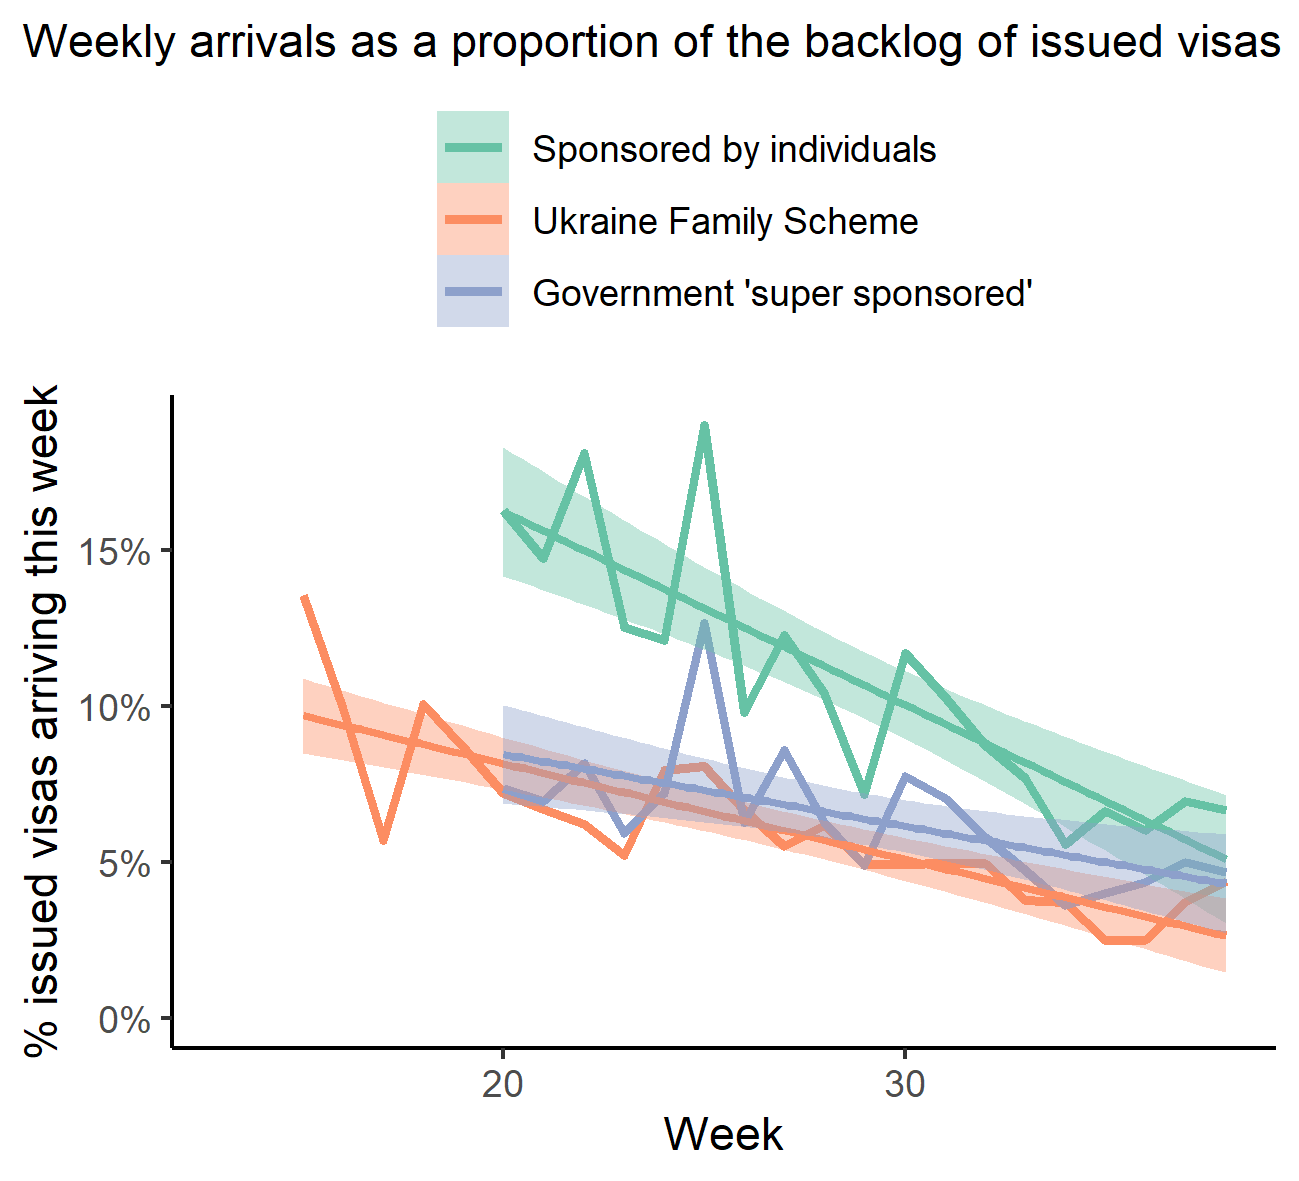 Weekly arrivals as a proportion of the backlog of issued visas
Sponsored by individuals
Ukraine Family Scheme
Government 'super sponsored'
% issued visas arriving this week
15%
10%
5%
0%
20
30
Week